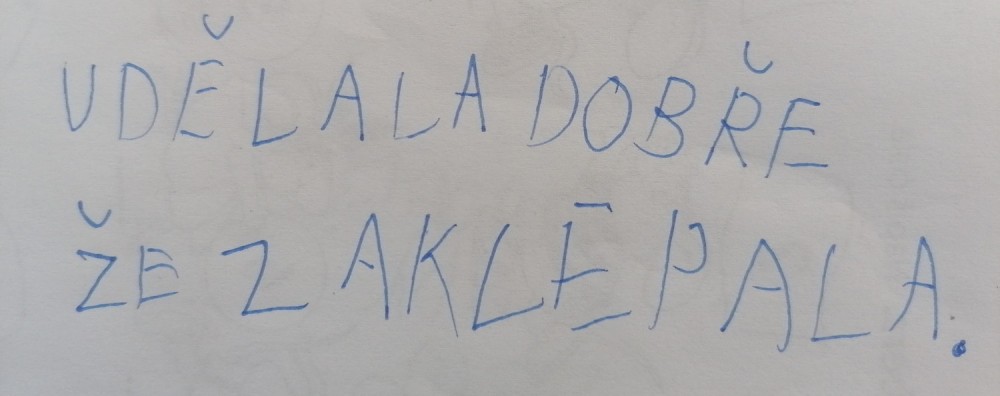 UDĚLALA DOBŘE
ŽE ZAKLEPALA.